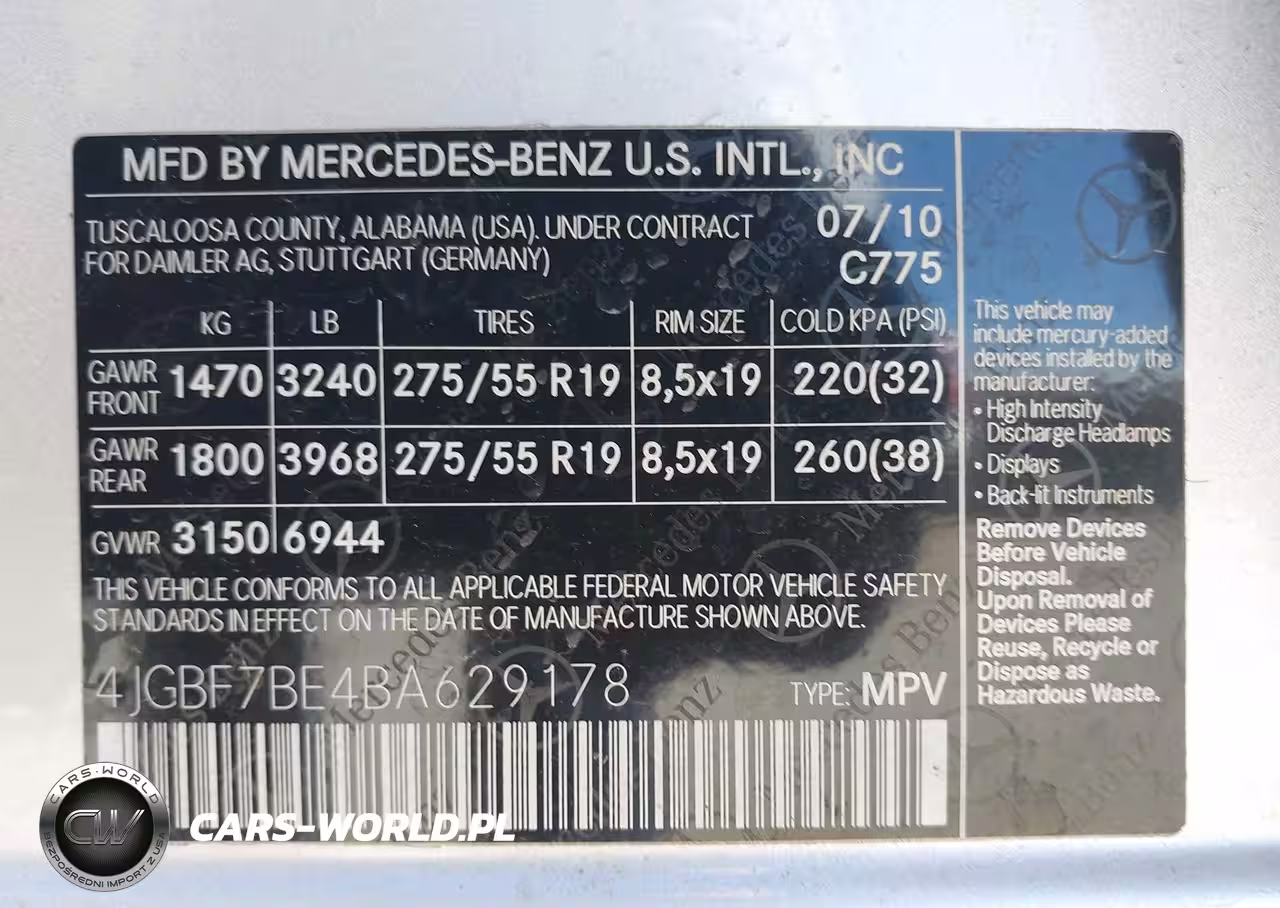 MFD BY MERCEDES-BENZ U.S. INTL., INC
TUSCALOOSA COUNTY, ALABAMA (USA). UNDER CONTRACT
FOR DAIMLER AG, STUTTGART (GERMANY)
07/10
C775
KG LB TIRES RIM SIZE COLD KPA (PSI)
GAWR FRONT 1470 3240 275/55 R19 8,5x19 220(32)
GAWR REAR 1800 3968 275/55 R19 8,5x19 260(38)
GVWR 3150 6944
THIS VEHICLE CONFORMS TO ALL APPLICABLE FEDERAL MOTOR VEHICLE SAFETY
STANDARDS IN EFFECT ON THE DATE OF MANUFACTURE SHOWN ABOVE.
4JGBF7BE4BA629178 TYPE: MPV
This vehicle may
include mercury-added
devices installed by the
manufacturer:
• High Intensity
Discharge Headlamps
• Displays
• Back-lit Instruments
Remove Devices
Before Vehicle
Disposal.
Upon Removal of
Devices Please
Reuse, Recycle or
Dispose as
Hazardous Waste.
CARS-WORLD
CW
BEZPOŚREDNI IMPORT Z USA
CARS-WORLD.PL